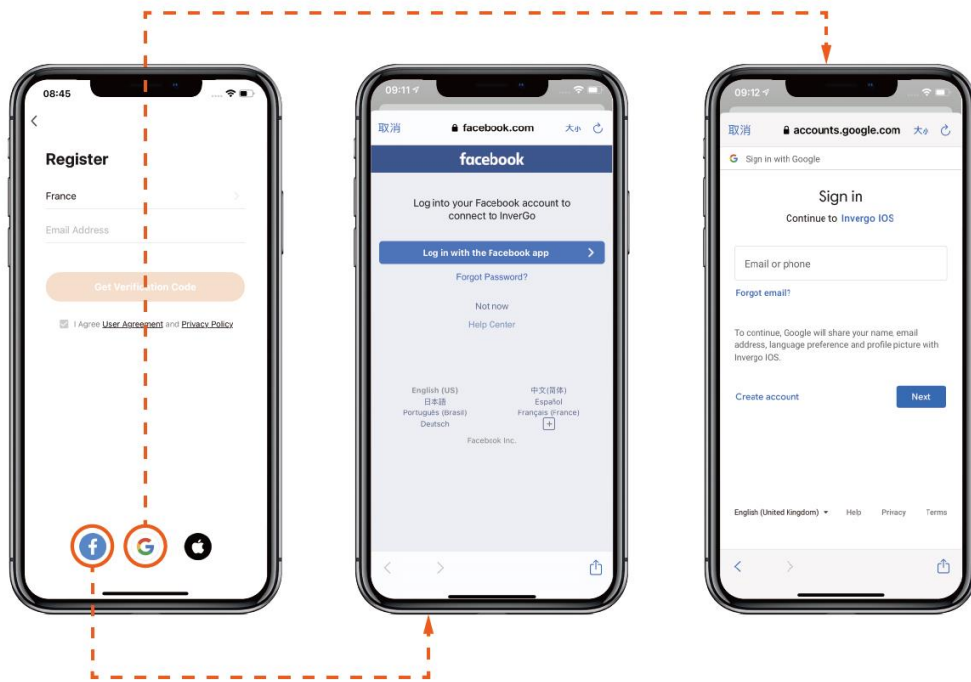 08:45
Register
France
Email Address
Get Verification Code
I Agree User Agreement and Privacy Policy
09:11
取消 facebook.com 大小
facebook
Log into your Facebook account to
connect to InverGo
Log in with the Facebook app
Forgot Password?
Not now
Help Center
English (US) 中文(简体)
日本語 Español
Português (Brasil) Français (France)
Deutsch
Facebook Inc.
09:12
取消 accounts.google.com 大小
G Sign in with Google
Sign in
Continue to Invergo IOS
Email or phone
Forgot email?
To continue, Google will share your name, email
address, language preference and profile picture with
Invergo IOS.
Create account Next
English (United Kingdom) Help Privacy Terms